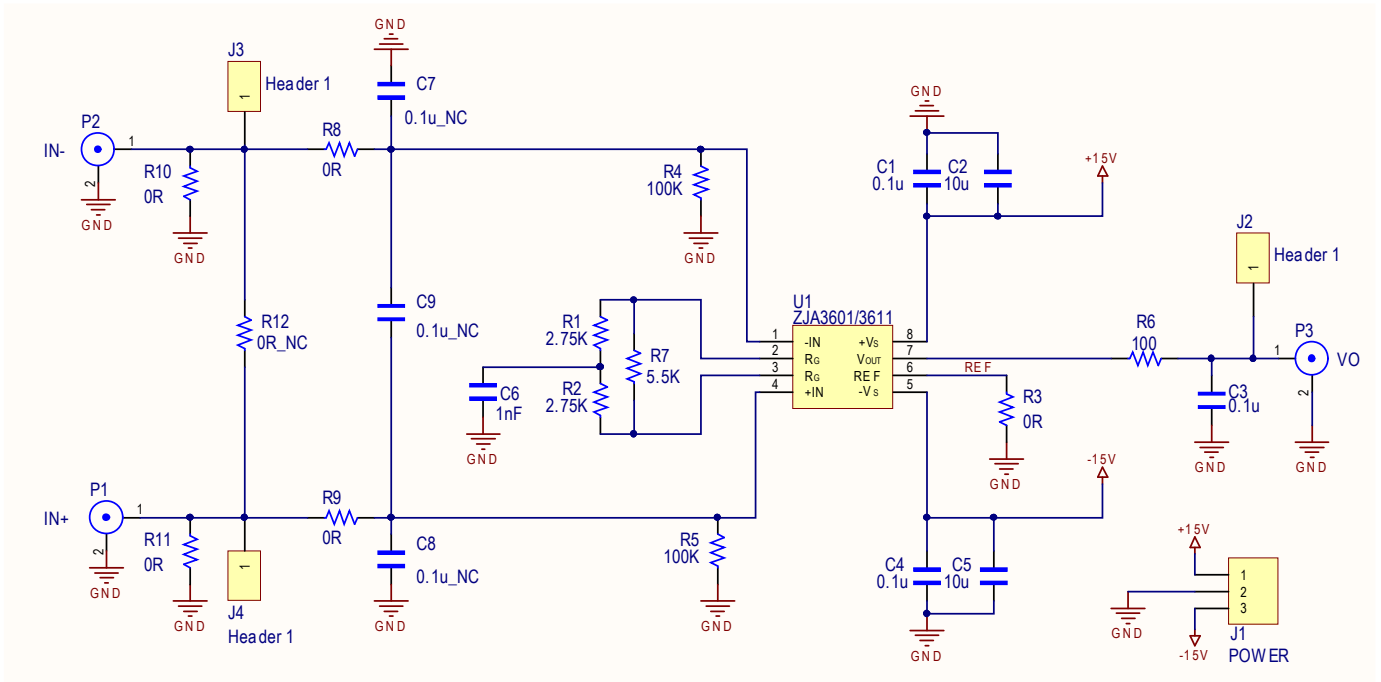 GND
J3
Header 1
1
C7
0.1u_NC
P2
IN-
1
2
GND
R10
0R
GND
R8
0R
R4
100K
GND
GND
C1
0.1u
C2
10u
+15V
J2
Header 1
1
R12
0R_NC
C9
0.1u_NC
R1
2.75K
R7
5.5K
R2
2.75K
C6
1nF
GND
U1
ZJA3601/3611
1
2
3
4
-IN
RG
RG
+IN
+VS
VOUT
REF
-VS
8
7
6
5
REF
R3
0R
GND
R6
100
C3
0.1u
GND
P3
1
VO
2
GND
P1
IN+
1
2
GND
R11
0R
GND
1
J4
Header 1
R9
0R
C8
0.1u_NC
GND
R5
100K
GND
-15V
C4
0.1u
C5
10u
GND
+15V
1
2
3
GND
-15V
J1
POWER